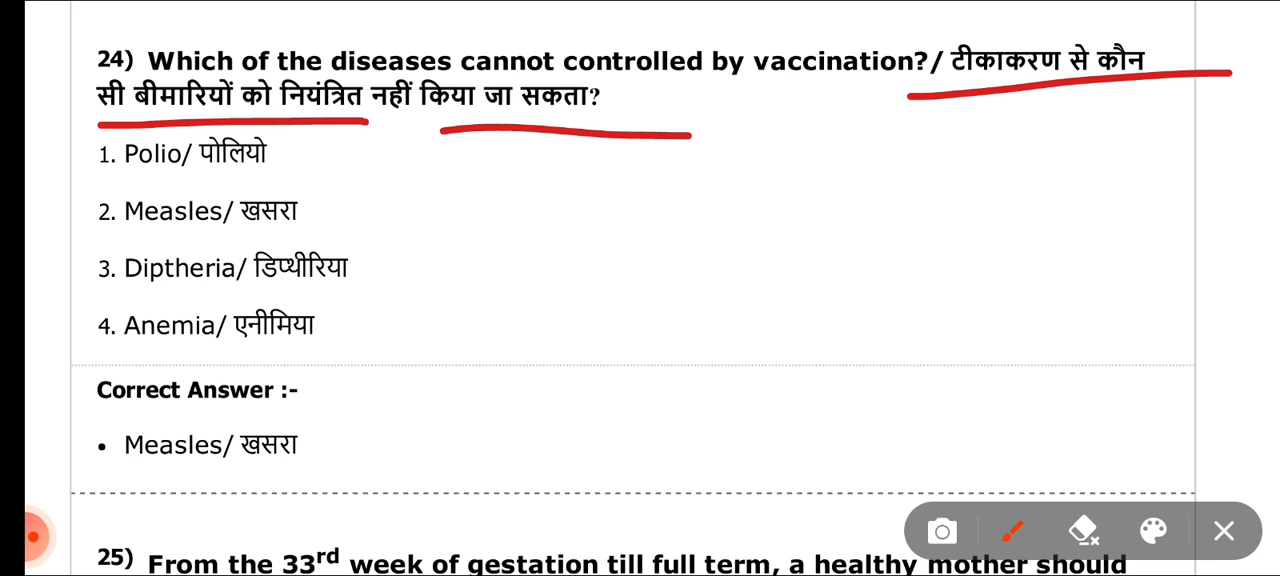 24) Which of the diseases cannot controlled by vaccination?/ टीकाकरण से कौन
सी बीमारियों को नियंत्रित नहीं किया जा सकता?
1. Polio/ पोलियो
2. Measles/ खसरा
3. Diptheria/ डिप्थीरिया
4. Anemia/ एनीमिया
Correct Answer :-
• Measles/ खसरा
25) From the 33rd week of gestation till full term, a healthy mother should